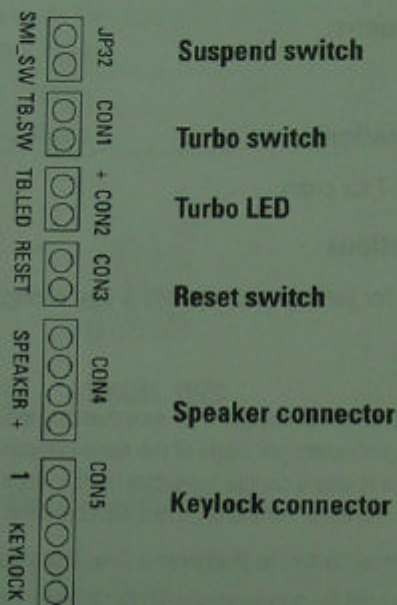 SMI_SW JP32 Suspend switch
TB.SW CON1 Turbo switch
TB.LED + CON2 Turbo LED
RESET CON3 Reset switch
SPEAKER + CON4 Speaker connector
1 KEYLOCK CON5 Keylock connector